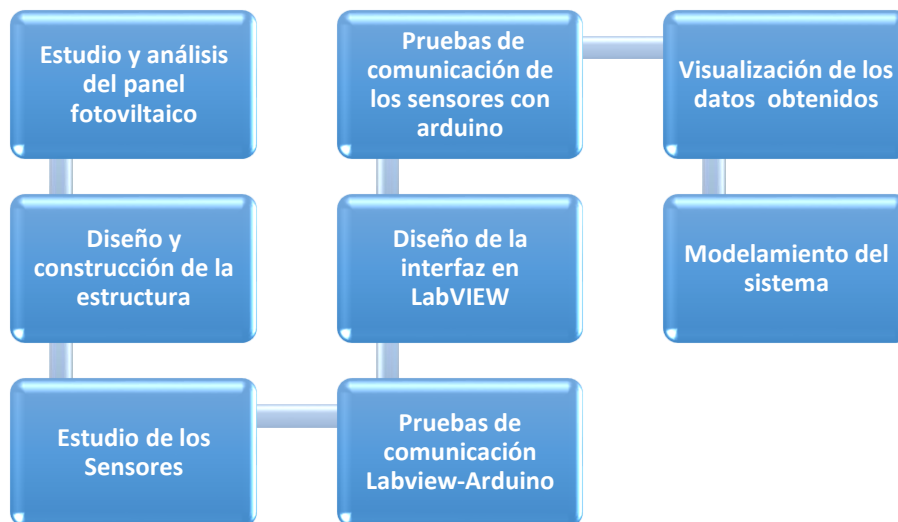 Estudio y análisis
del panel
fotoviltaico
Diseño y
construcción de la
estructura
Estudio de los
Sensores
Pruebas de
comunicación
Labview-Arduino
Diseño de la
interfaz en
LabVIEW
Pruebas de
comunicación de
los sensores con
arduino
Visualización de los
datos obtenidos
Modelamiento del
sistema